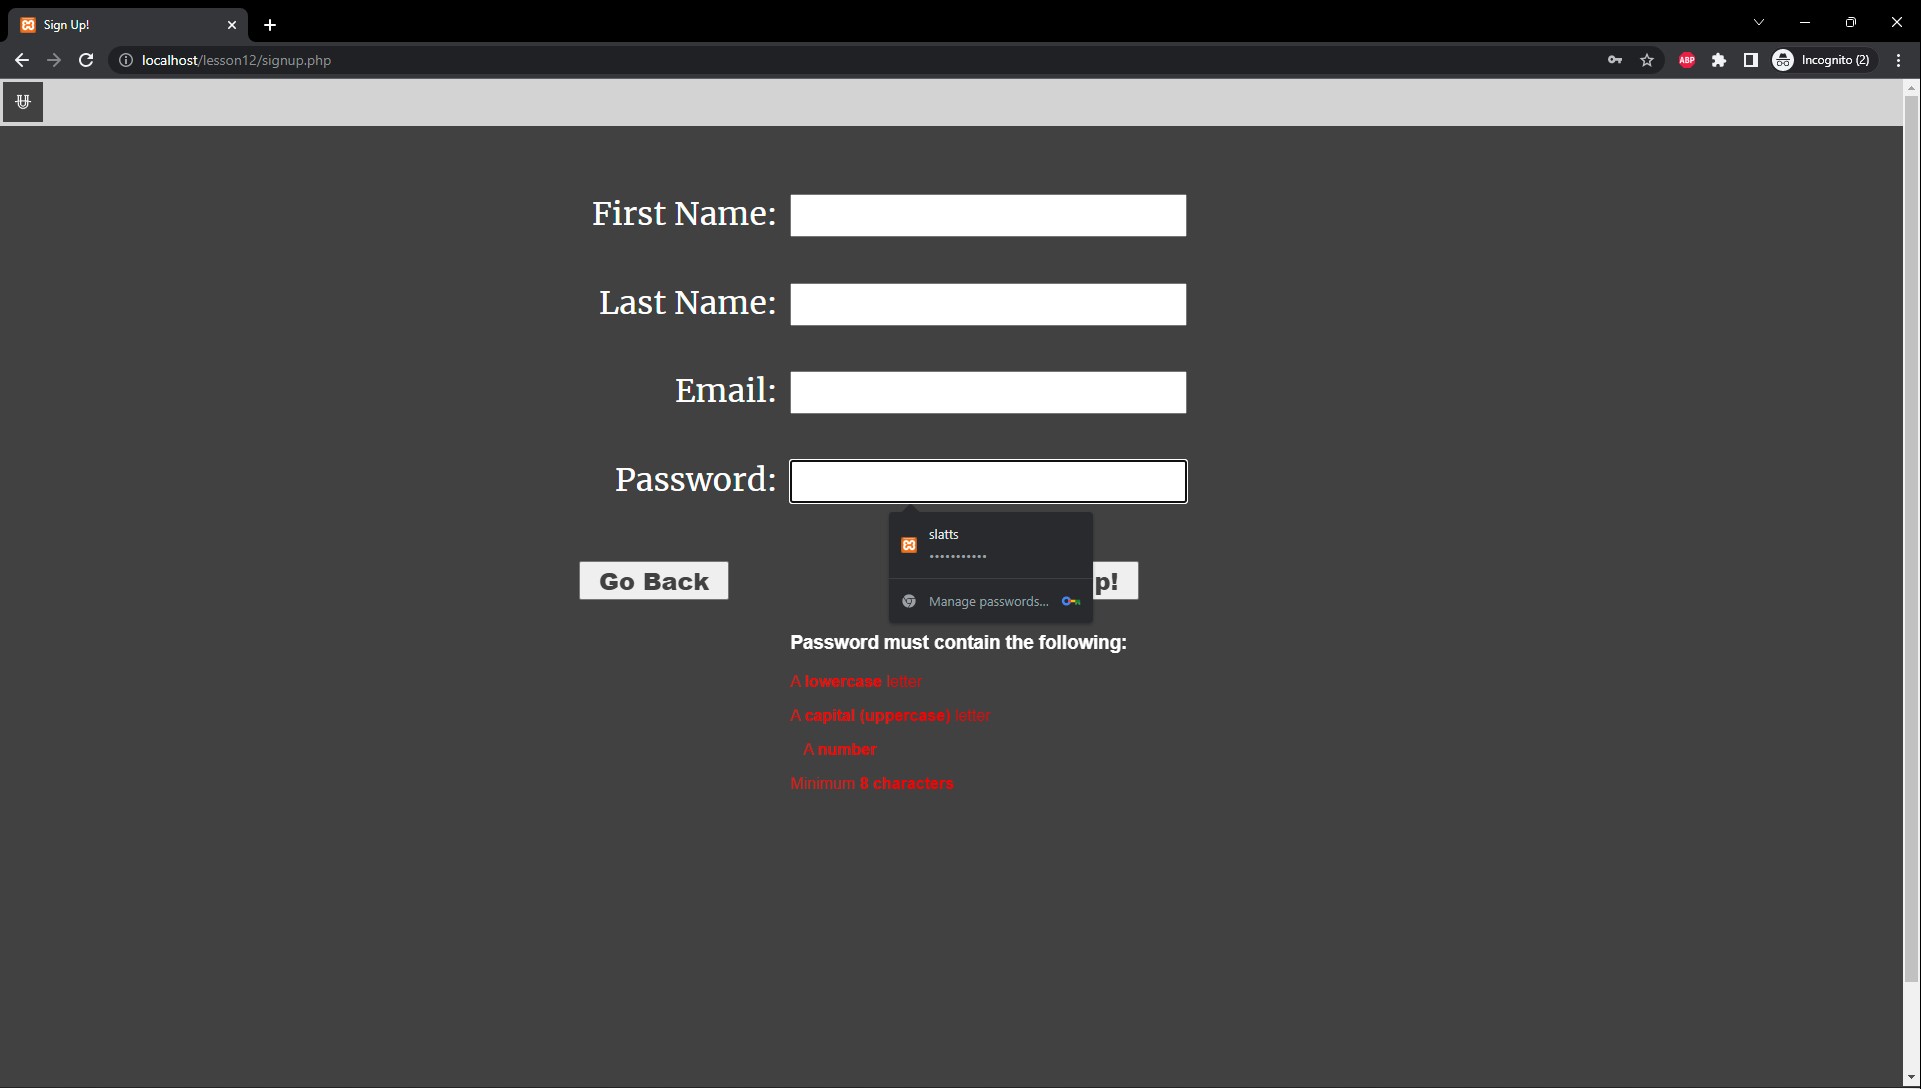 Sign Up!
localhost/lesson12/signup.php
ABP
Incognito (2)
First Name:
Last Name:
Email:
Password:
slatts
•••••••••••
Go Back
p!
Manage passwords...
Password must contain the following:
A lowercase letter
A capital (uppercase) letter
A number
Minimum 8 characters